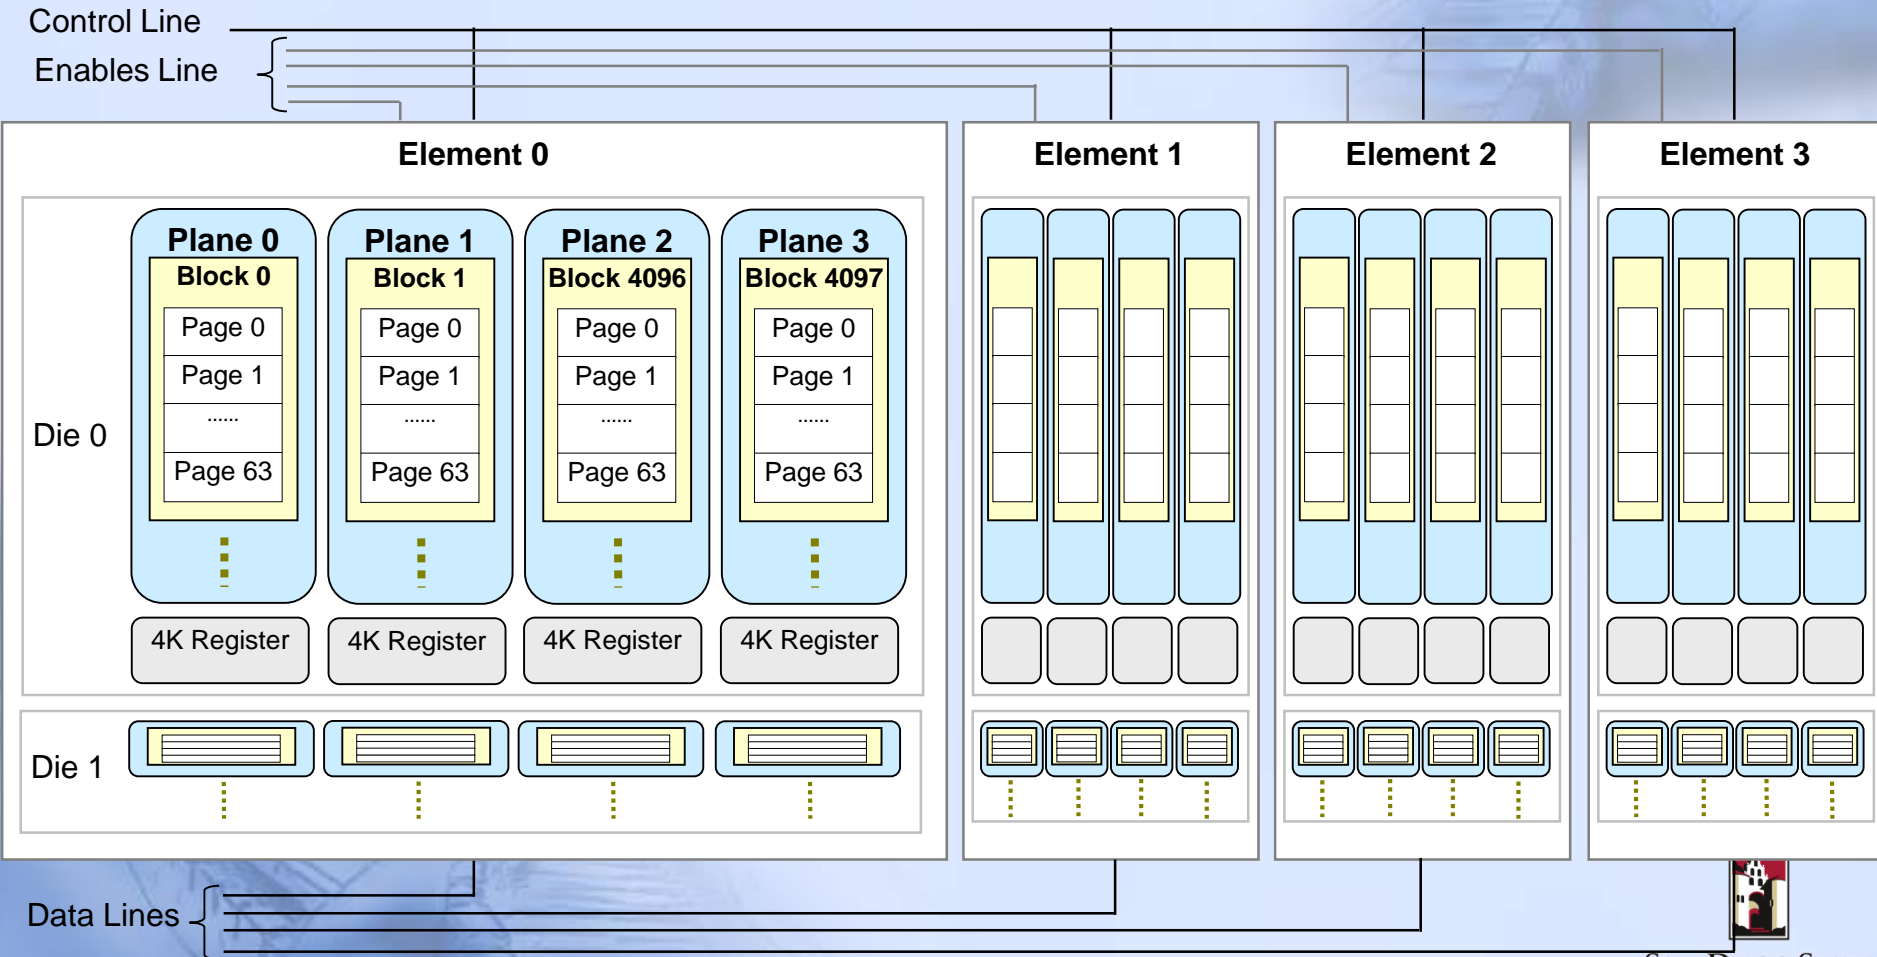 Control Line
Enables Line
Element 0
Element 1
Element 2
Element 3
Plane 0
Plane 1
Plane 2
Plane 3
Block 0
Block 1
Block 4096
Block 4097
Page 0
Page 0
Page 0
Page 0
Page 1
Page 1
Page 1
Page 1
......
......
......
......
Die 0
Page 63
Page 63
Page 63
Page 63
4K Register
4K Register
4K Register
4K Register
Die 1
Data Lines